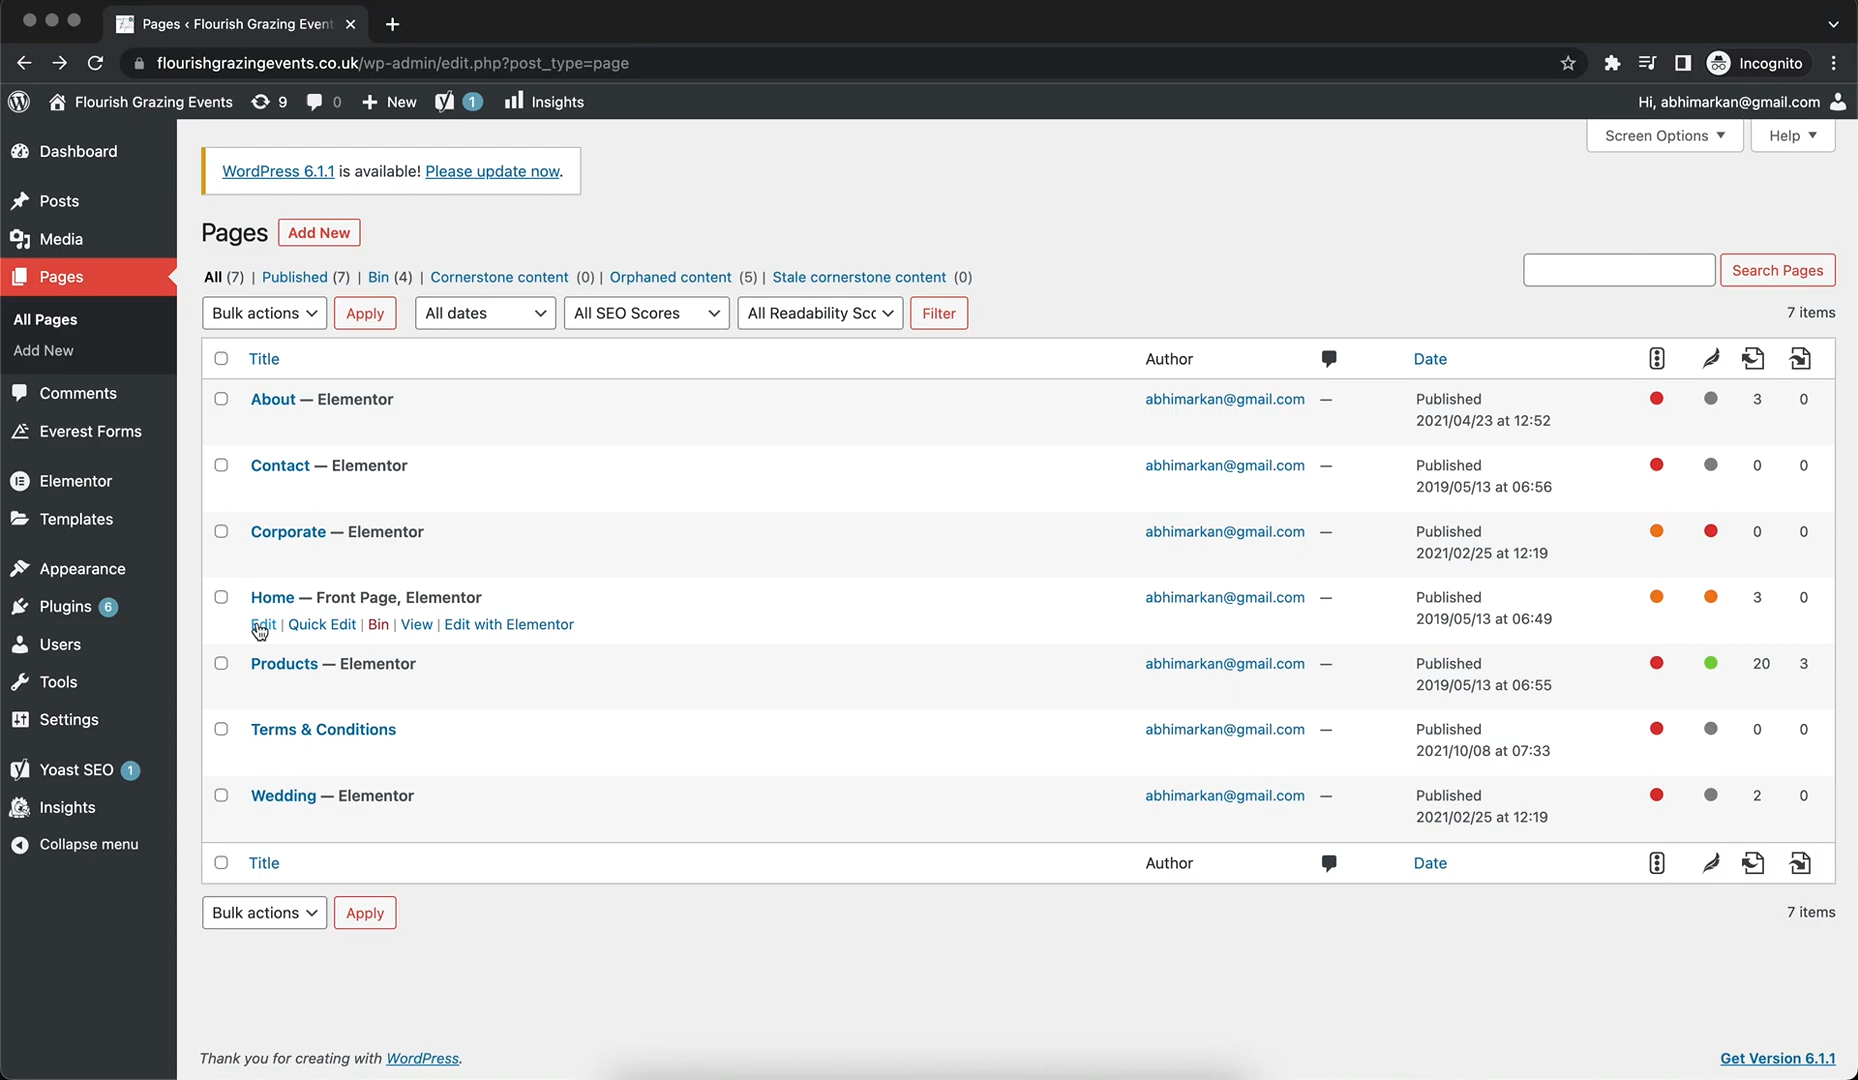 Pages ‹ Flourish Grazing Event
flourishgrazingevents.co.uk/wp-admin/edit.php?post_type=page
Incognito
Flourish Grazing Events 9 0 New 1 Insights
Hi, abhimarkan@gmail.com
Screen Options
Help
Dashboard
Posts
Media
Pages
All Pages
Add New
Comments
Everest Forms
Elementor
Templates
Appearance
Plugins 6
Users
Tools
Settings
Yoast SEO 1
Insights
Collapse menu
WordPress 6.1.1 is available! Please update now.
Pages Add New
All (7) | Published (7) | Bin (4) | Cornerstone content (0) | Orphaned content (5) | Stale cornerstone content (0)
Search Pages
Bulk actions Apply All dates All SEO Scores All Readability Scc Filter
7 items
Title Author Date
About — Elementor abhimarkan@gmail.com — Published 3 0
2021/04/23 at 12:52
Contact — Elementor abhimarkan@gmail.com — Published 0 0
2019/05/13 at 06:56
Corporate — Elementor abhimarkan@gmail.com — Published 0 0
2021/02/25 at 12:19
Home — Front Page, Elementor abhimarkan@gmail.com — Published 3 0
2019/05/13 at 06:49
Edit | Quick Edit | Bin | View | Edit with Elementor
Products — Elementor abhimarkan@gmail.com — Published 20 3
2019/05/13 at 06:55
Terms & Conditions abhimarkan@gmail.com — Published 0 0
2021/10/08 at 07:33
Wedding — Elementor abhimarkan@gmail.com — Published 2 0
2021/02/25 at 12:19
Title Author Date
Bulk actions Apply
7 items
Thank you for creating with WordPress.
Get Version 6.1.1